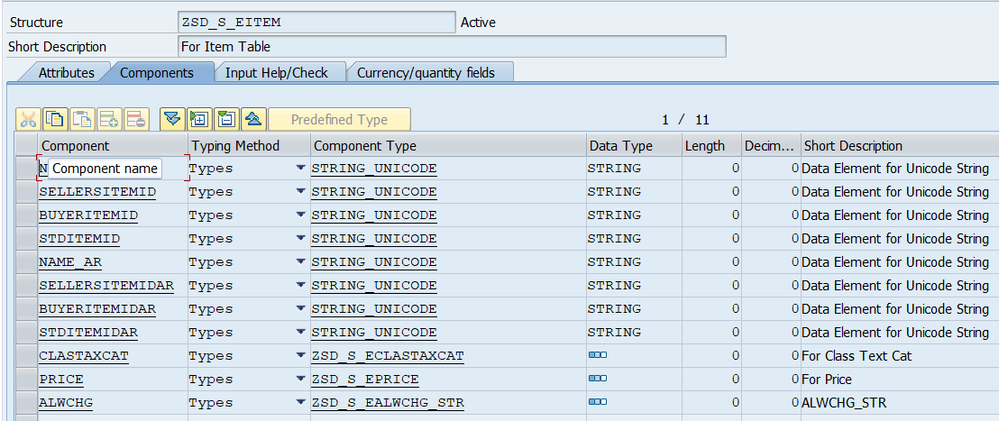 Structure ZSD_S_EITEM Active
Short Description For Item Table
Attributes Components Input Help/Check Currency/quantity fields
Predefined Type 1 / 11
Component Typing Method Component Type Data Type Length Decim... Short Description
N Component name Types STRING_UNICODE STRING 0 0 Data Element for Unicode String
SELLERSITEMID Types STRING_UNICODE STRING 0 0 Data Element for Unicode String
BUYERITEMID Types STRING_UNICODE STRING 0 0 Data Element for Unicode String
STDITEMID Types STRING_UNICODE STRING 0 0 Data Element for Unicode String
NAME_AR Types STRING_UNICODE STRING 0 0 Data Element for Unicode String
SELLERSITEMIDAR Types STRING_UNICODE STRING 0 0 Data Element for Unicode String
BUYERITEMIDAR Types STRING_UNICODE STRING 0 0 Data Element for Unicode String
STDITEMIDAR Types STRING_UNICODE STRING 0 0 Data Element for Unicode String
CLASTAXCAT Types ZSD_S_ECLASTAXCAT 0 0 For Class Text Cat
PRICE Types ZSD_S_EPRICE 0 0 For Price
ALWCHG Types ZSD_S_EALWCHG_STR 0 0 ALWCHG_STR